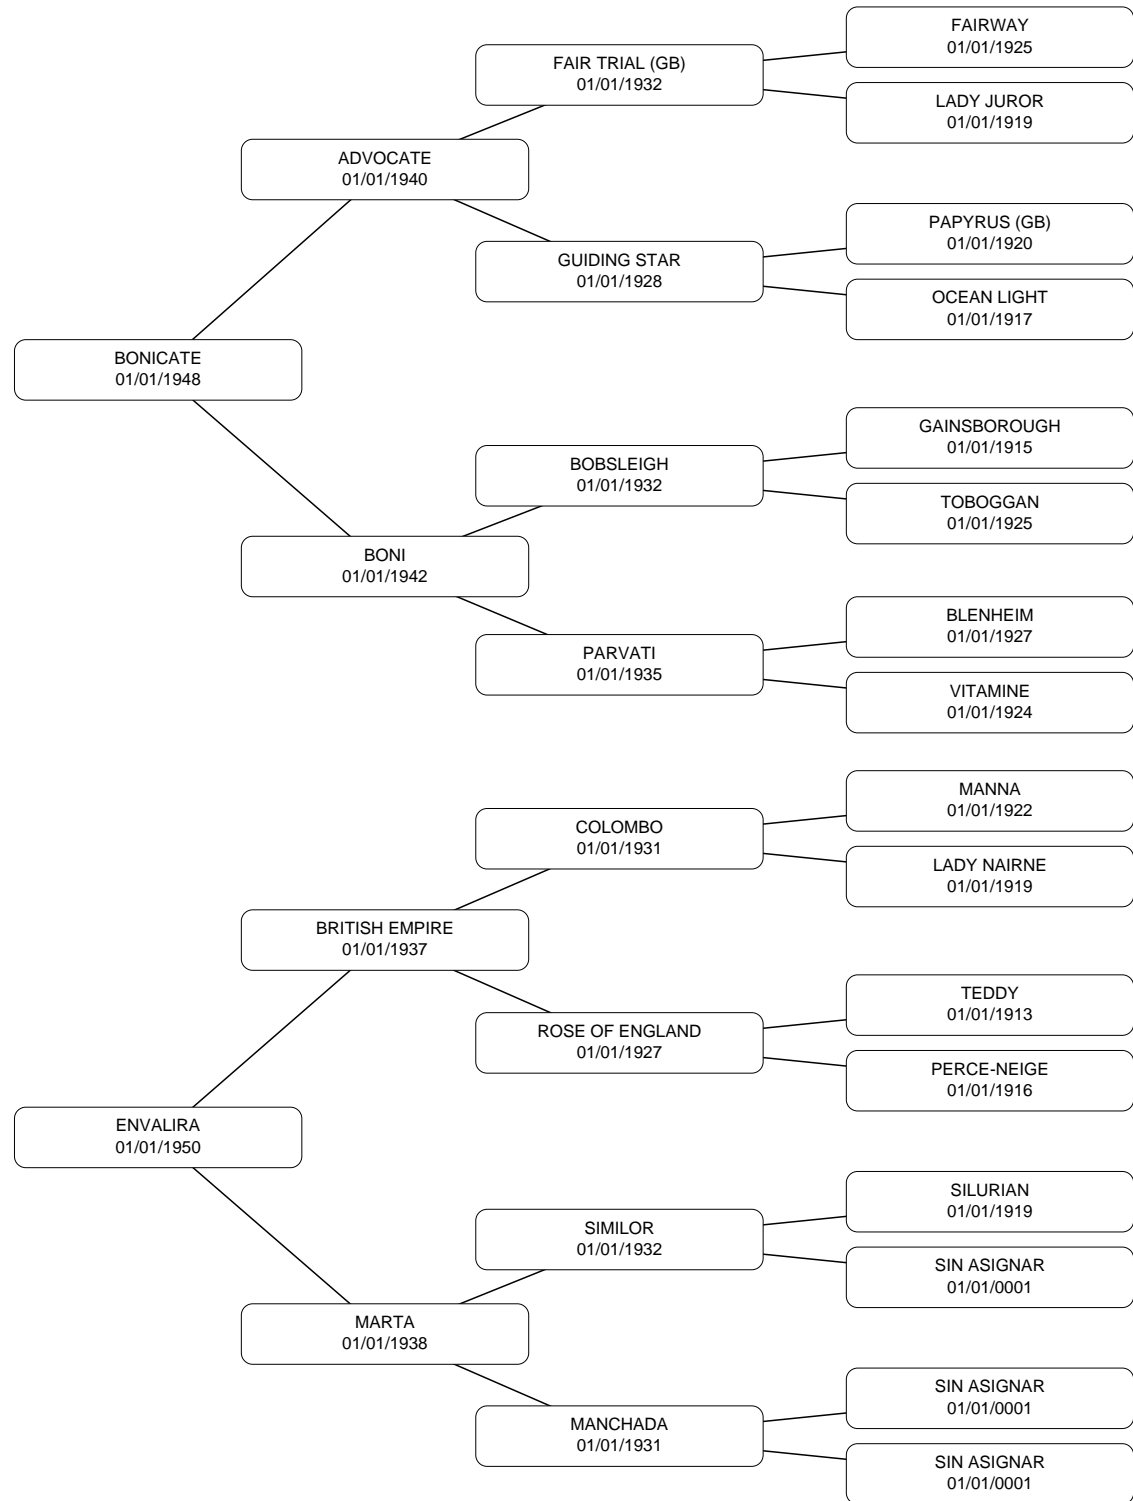 FAIRWAY
01/01/1925
FAIR TRIAL (GB)
01/01/1932
LADY JUROR
01/01/1919
ADVOCATE
01/01/1940
PAPYRUS (GB)
01/01/1920
GUIDING STAR
01/01/1928
OCEAN LIGHT
01/01/1917
BONICATE
01/01/1948
GAINSBOROUGH
01/01/1915
BOBSLEIGH
01/01/1932
TOBOGGAN
01/01/1925
BONI
01/01/1942
BLENHEIM
01/01/1927
PARVATI
01/01/1935
VITAMINE
01/01/1924
MANNA
01/01/1922
COLOMBO
01/01/1931
LADY NAIRNE
01/01/1919
BRITISH EMPIRE
01/01/1937
TEDDY
01/01/1913
ROSE OF ENGLAND
01/01/1927
PERCE-NEIGE
01/01/1916
ENVALIRA
01/01/1950
SILURIAN
01/01/1919
SIMILOR
01/01/1932
SIN ASIGNAR
01/01/0001
MARTA
01/01/1938
SIN ASIGNAR
01/01/0001
MANCHADA
01/01/1931
SIN ASIGNAR
01/01/0001